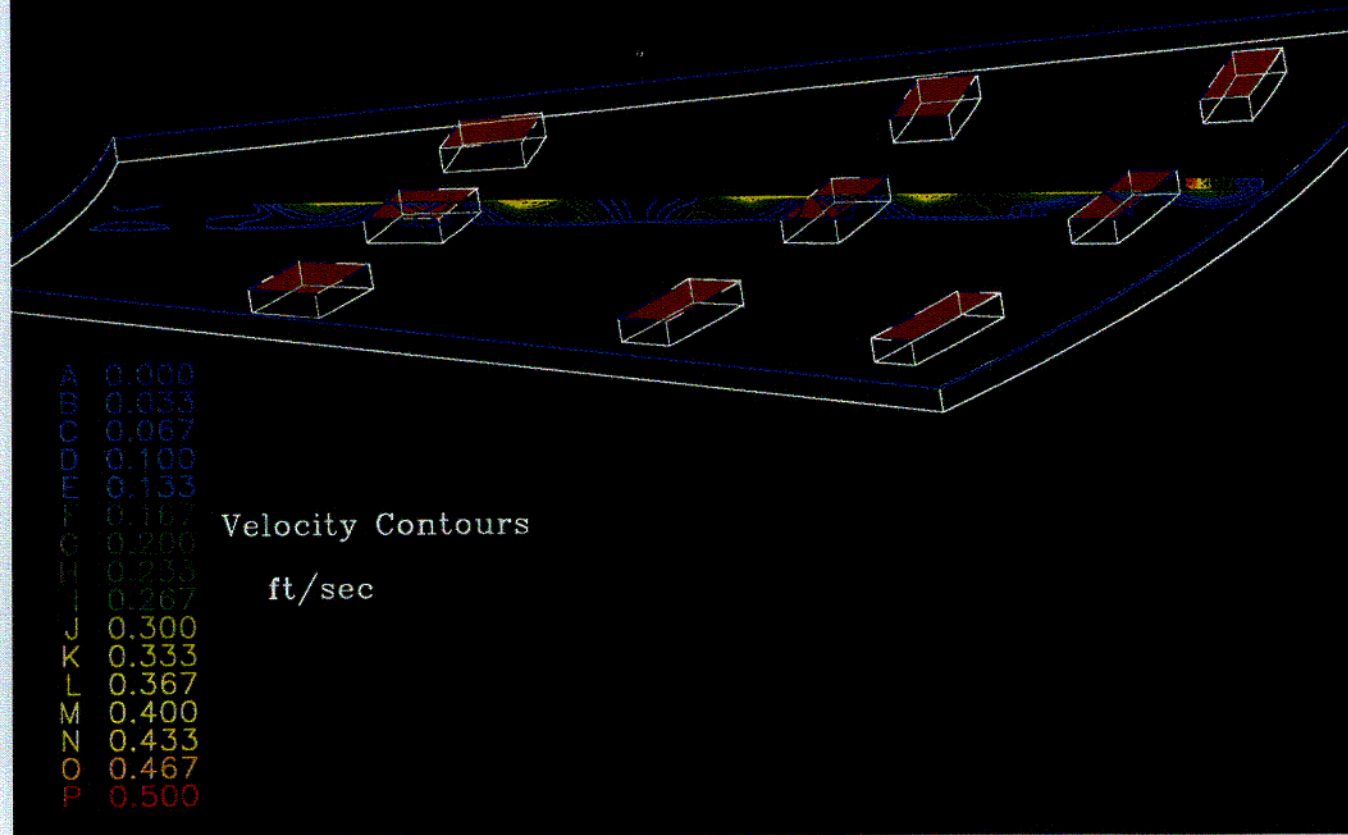 A 0.000
B 0.033
C 0.067
D 0.100
E 0.133
F 0.167
G 0.200
H 0.233
I 0.267
J 0.300
K 0.333
L 0.367
M 0.400
N 0.433
O 0.467
P 0.500
Velocity Contours
ft/sec